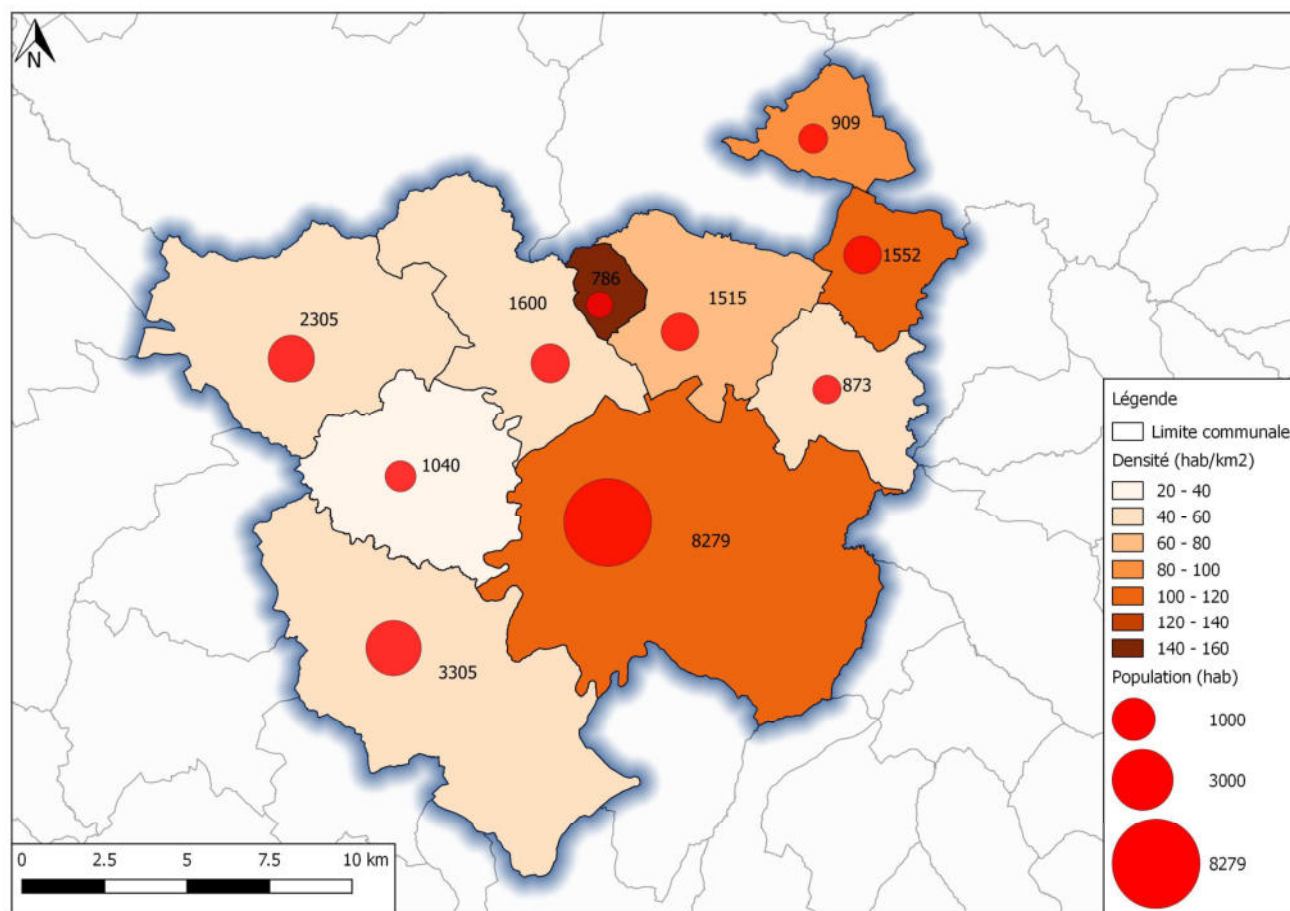 N
909
1552
786
1600
1515
2305
873
1040
8279
3305
Légende
Limite communale
Densité (hab/km2)
20 - 40
40 - 60
60 - 80
80 - 100
100 - 120
120 - 140
140 - 160
Population (hab)
1000
3000
8279
0 2.5 5 7.5 10 km